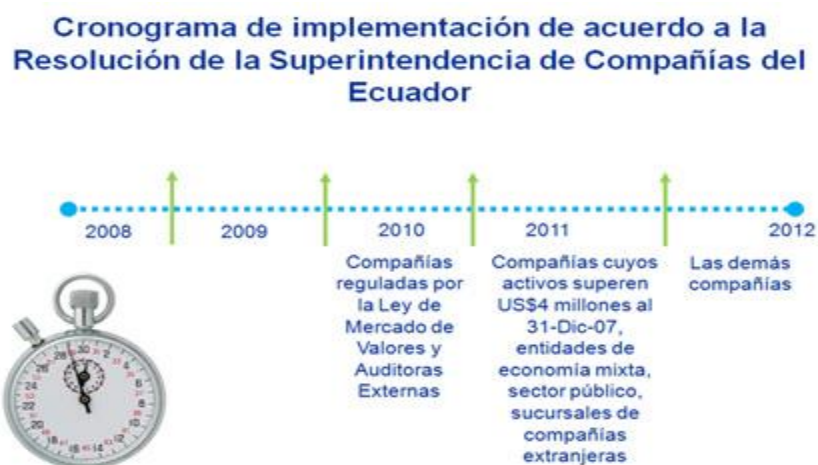 Cronograma de implementación de acuerdo a la
Resolución de la Superintendencia de Compañías del
Ecuador
2008
2009
2010
2011
2012
Compañías
reguladas por
la Ley de
Mercado de
Valores y
Auditoras
Externas
Compañías cuyos
activos superen
US$4 millones al
31-Dic-07,
entidades de
economía mixta,
sector público,
sucursales de
compañías
extranjeras
Las demás
compañías